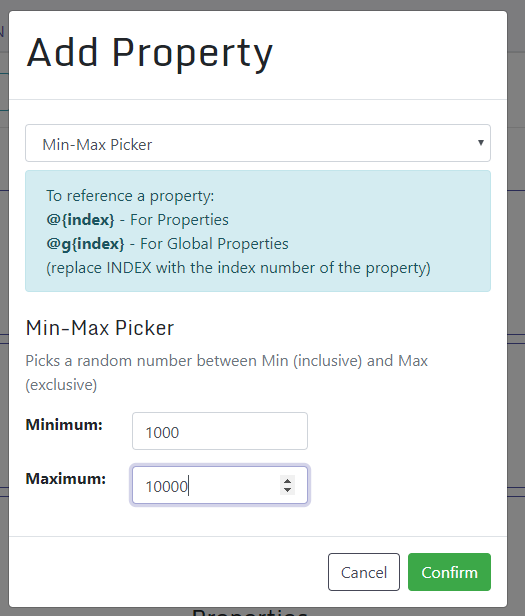 Add Property
Min-Max Picker
To reference a property:
@{index} - For Properties
@g{index} - For Global Properties
(replace INDEX with the index number of the property)
Min-Max Picker
Picks a random number between Min (inclusive) and Max
(exclusive)
Minimum: 1000
Maximum: 10000
Cancel Confirm